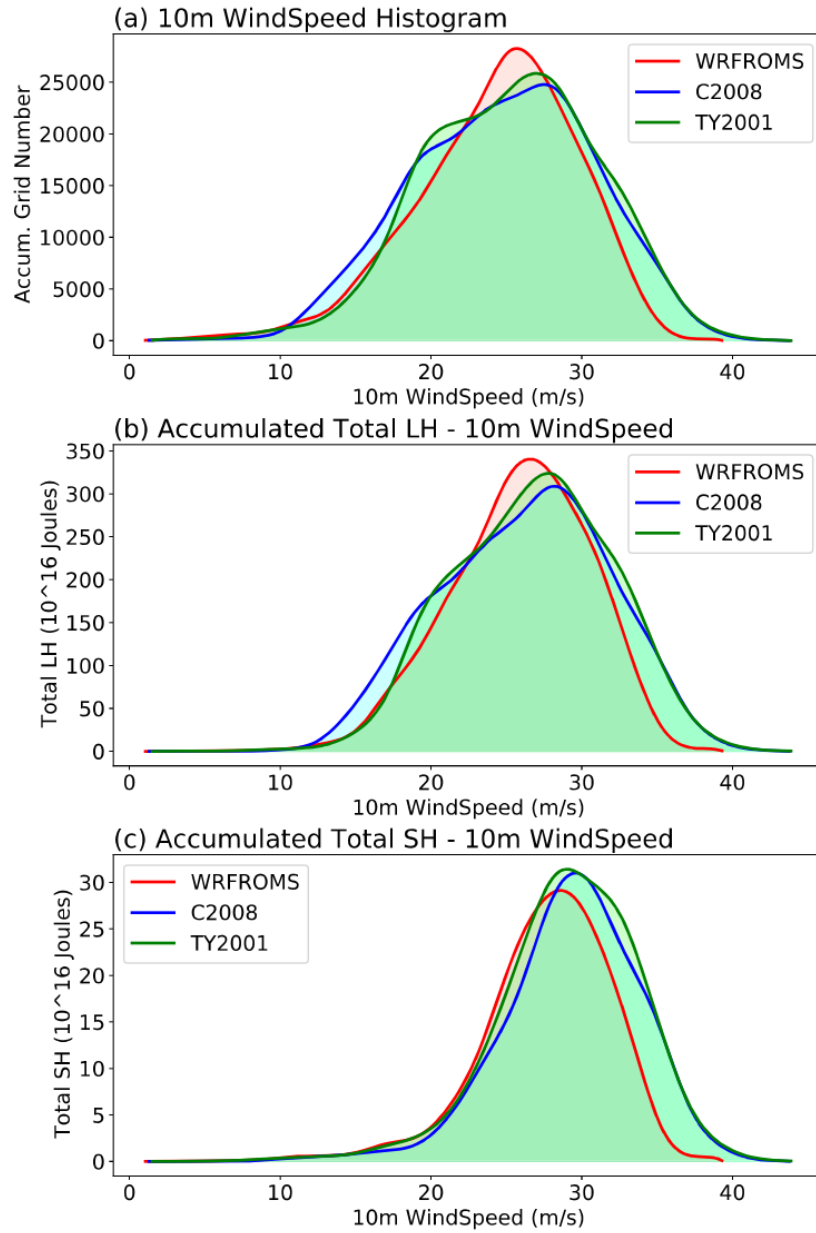 (a) 10m WindSpeed Histogram
Accum. Grid Number
25000
20000
15000
10000
5000
0
WRFROMS
C2008
TY2001
0 10 20 30 40
10m WindSpeed (m/s)
(b) Accumulated Total LH - 10m WindSpeed
Total LH (10^16 Joules)
350
300
250
200
150
100
50
0
WRFROMS
C2008
TY2001
0 10 20 30 40
10m WindSpeed (m/s)
(c) Accumulated Total SH - 10m WindSpeed
Total SH (10^16 Joules)
30
25
20
15
10
5
0
WRFROMS
C2008
TY2001
0 10 20 30 40
10m WindSpeed (m/s)